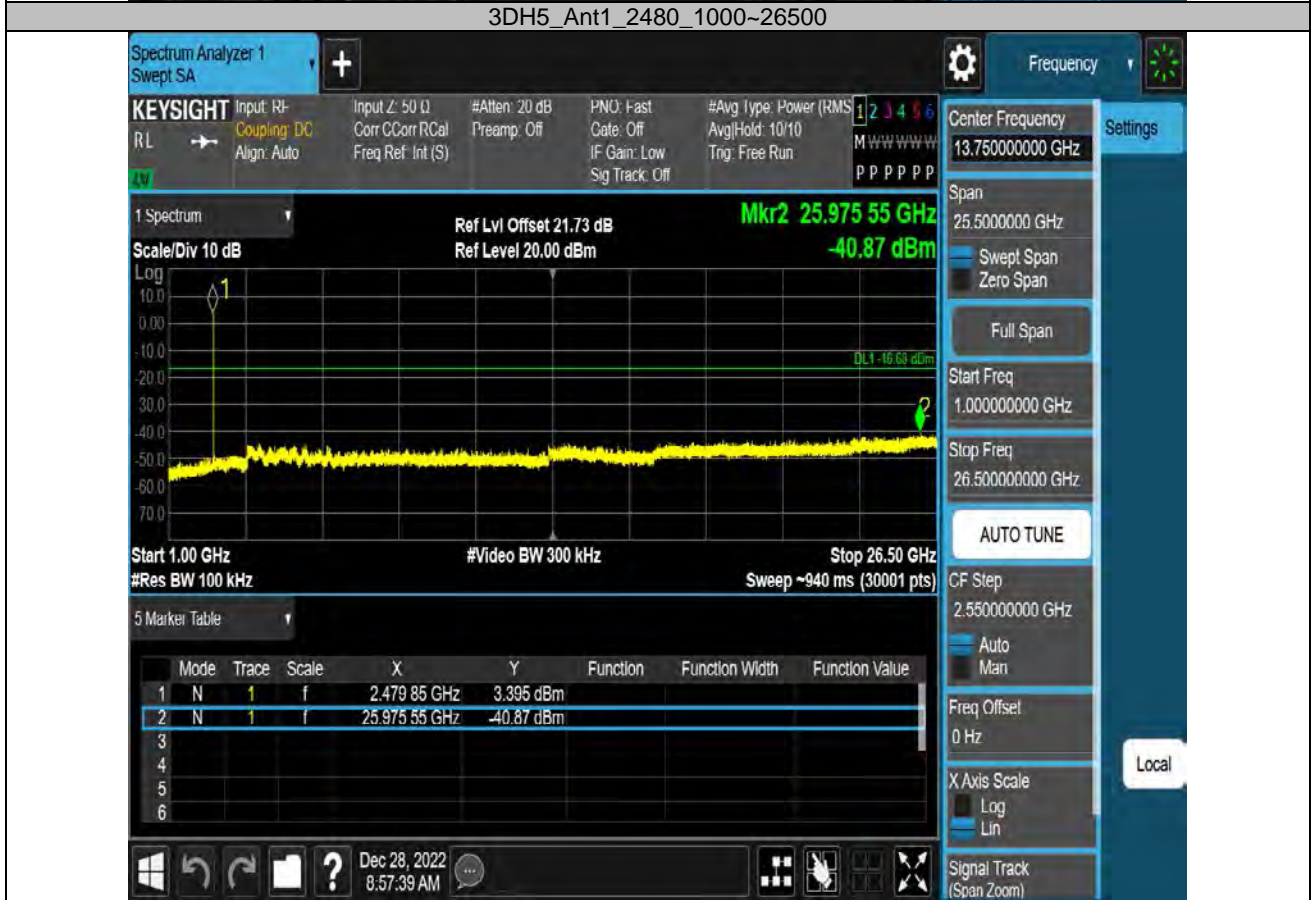 3DH5_Ant1_2480_1000~26500
Spectrum Analyzer 1
Swept SA
+
Frequency
KEYSIGHT
RL
Input: RF
Coupling: DC
Align: Auto
Input Z: 50 Ω
Corr CCorr RCal
Freq Ref: Int (S)
#Atten: 20 dB
Preamp: Off
PNO: Fast
Gate: Off
IF Gain: Low
Sig Track: Off
#Avg Type: Power (RMS
Avg|Hold: 10/10
Trig: Free Run
1 2 3 4 5 6
M W W W W W
P P P P P P
1 Spectrum
Scale/Div 10 dB
Ref Lvl Offset 21.73 dB
Ref Level 20.00 dBm
Mkr2 25.975 55 GHz
-40.87 dBm
Log
10.0
0.00
-10.0
-20.0
-30.0
-40.0
-50.0
-60.0
-70.0
1
2
Start 1.00 GHz
#Video BW 300 kHz
Stop 26.50 GHz
#Res BW 100 kHz
Sweep ~940 ms (30001 pts)
5 Marker Table
Mode Trace Scale X Y Function Function Width Function Value
1 N 1 f 2.479 85 GHz 3.395 dBm
2 N 1 f 25.975 55 GHz -40.87 dBm
3
4
5
6
?
Dec 28, 2022
8:57:39 AM
Center Frequency
13.750000000 GHz
Settings
Span
25.5000000 GHz
Swept Span
Zero Span
Full Span
Start Freq
1.000000000 GHz
Stop Freq
26.500000000 GHz
AUTO TUNE
CF Step
2.550000000 GHz
Auto
Man
Freq Offset
0 Hz
Local
X Axis Scale
Log
Lin
Signal Track
(Span Zoom)